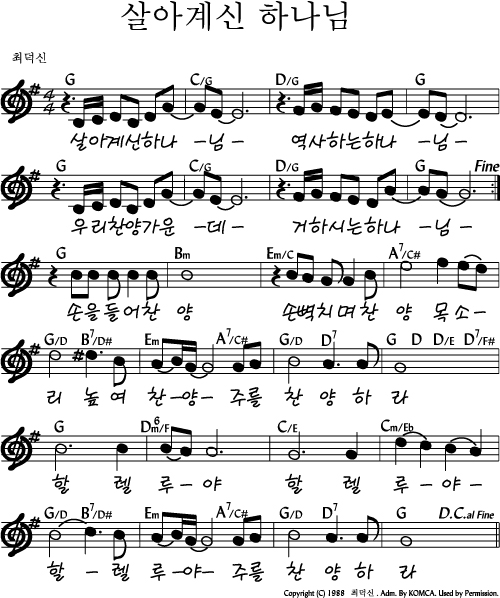 살아계신 하나님
최덕신
G C/G D/G G
4
4
살아계신하나 -님- 역사하는하나 -님-
G C/G D/G G Fine
우리찬양가운 -데- 거하시는하나 -님-
G Bm Em/C A7/C#
손을들어찬 양 손뼉치며찬 양 목소-
G/D B7/D# Em A7/C# G/D D7 G D D/E D7/F#
리 높여 찬-양- 주를 찬 양 하 라
G Dm6/F C/E Cm/Eb
할 렐 루-야 할 렐 루-야-
G/D B7/D# Em A7/C# G/D D7 G D.C.al Fine
할-렐 루-야- 주를 찬 양 하 라
Copyright (C) 1988 최덕신 . Adm. By KOMCA. Used by Permission.